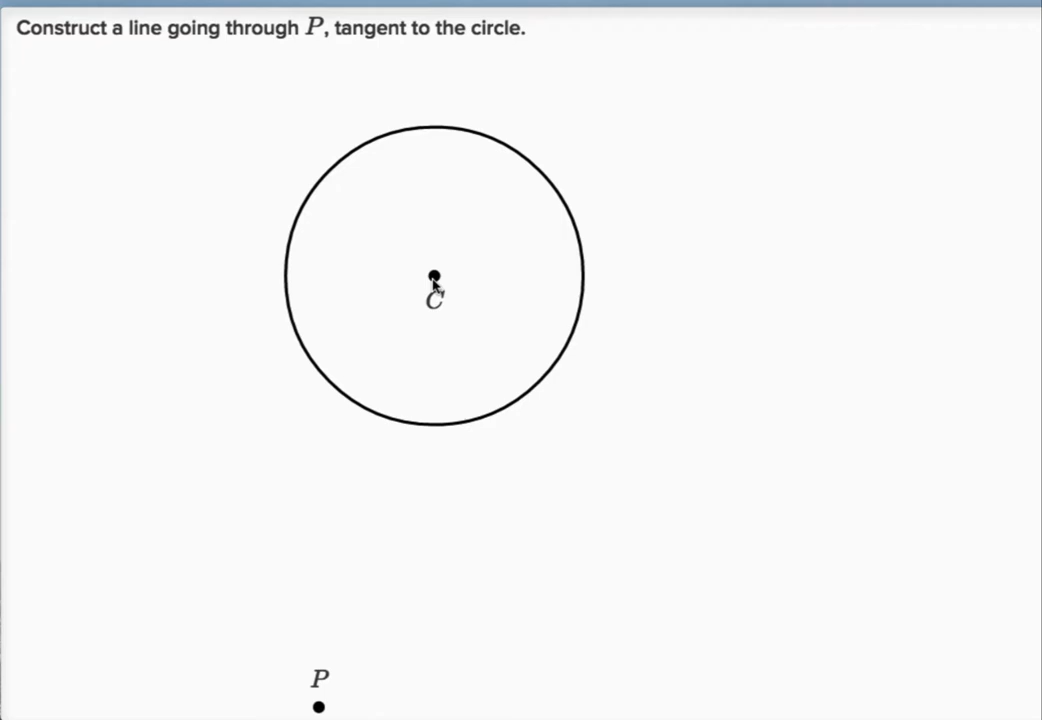 Construct a line going through P, tangent to the circle.
C
P